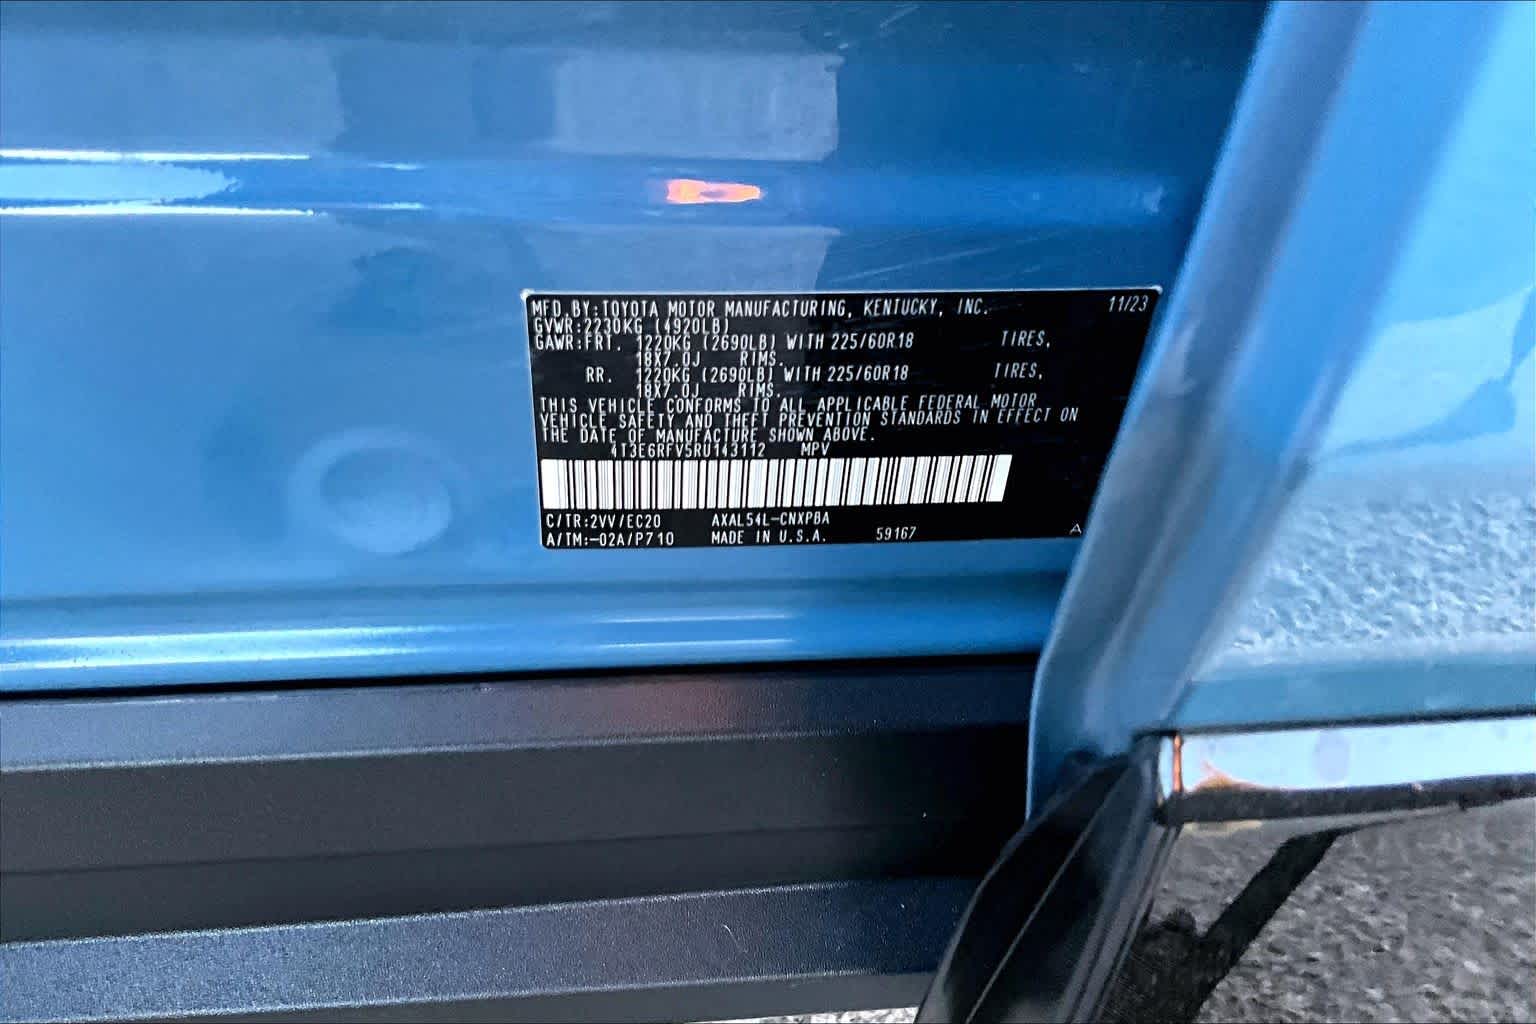 MFD.BY:TOYOTA MOTOR MANUFACTURING, KENTUCKY, INC. 11/23
GVWR:2230KG (4920LB)
GAWR:FRT. 1220KG (2690LB) WITH 225/60R18 TIRES,
18X7.0J RIMS.
RR. 1220KG (2690LB) WITH 225/60R18 TIRES,
18X7.0J RIMS.
THIS VEHICLE CONFORMS TO ALL APPLICABLE FEDERAL MOTOR
VEHICLE SAFETY AND THEFT PREVENTION STANDARDS IN EFFECT ON
THE DATE OF MANUFACTURE SHOWN ABOVE.
4T3E6RFV5RU143112 MPV
C/TR:2VV/EC20 AXAL54L-CNXPBA
A/TM:-02A/P710 MADE IN U.S.A. 59167 A